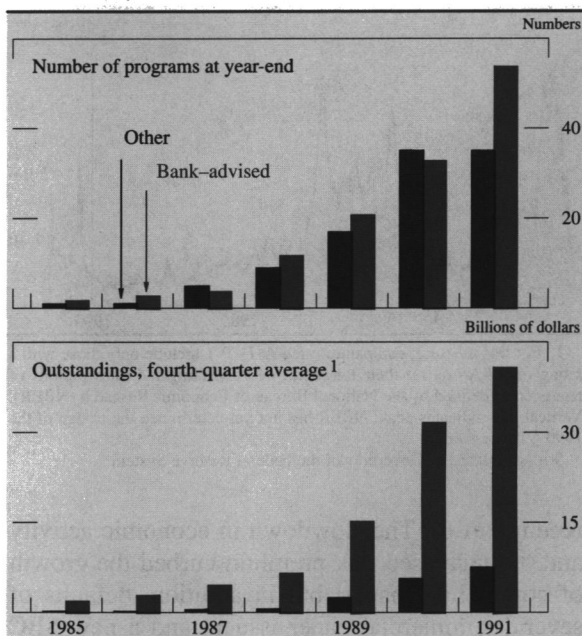 Numbers
Number of programs at year-end
Other
Bank–advised
40
20
Billions of dollars
Outstandings, fourth-quarter average 1
30
15
1985 1987 1989 1991